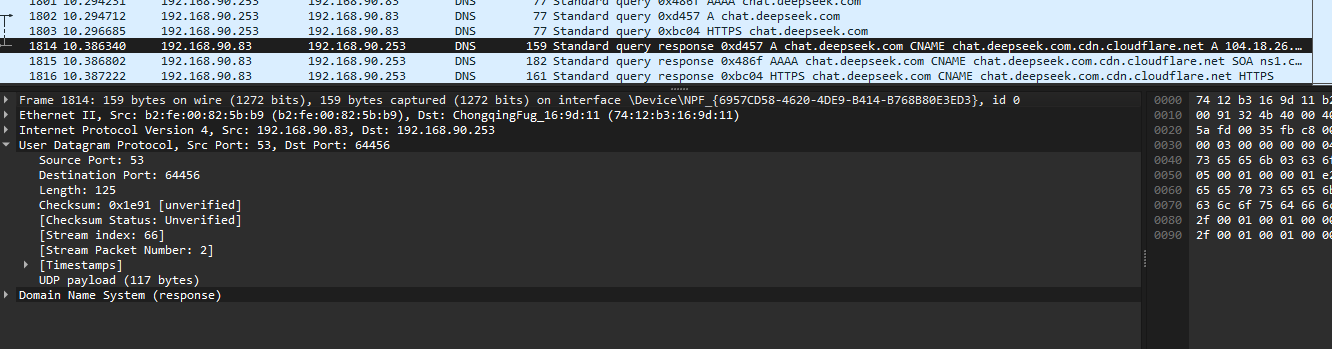 1801 10.294251 192.168.90.253 192.168.90.83 DNS 77 Standard query 0x486f AAAA chat.deepseek.com
1802 10.294712 192.168.90.253 192.168.90.83 DNS 77 Standard query 0xd457 A chat.deepseek.com
1803 10.296685 192.168.90.253 192.168.90.83 DNS 77 Standard query 0xbc04 HTTPS chat.deepseek.com
1814 10.386340 192.168.90.83 192.168.90.253 DNS 159 Standard query response 0xd457 A chat.deepseek.com CNAME chat.deepseek.com.cdn.cloudflare.net A 104.18.26.…
1815 10.386802 192.168.90.83 192.168.90.253 DNS 182 Standard query response 0x486f AAAA chat.deepseek.com CNAME chat.deepseek.com.cdn.cloudflare.net SOA ns1.c…
1816 10.387222 192.168.90.83 192.168.90.253 DNS 161 Standard query response 0xbc04 HTTPS chat.deepseek.com CNAME chat.deepseek.com.cdn.cloudflare.net HTTPS
Frame 1814: 159 bytes on wire (1272 bits), 159 bytes captured (1272 bits) on interface \Device\NPF_{6957CD58-4620-4DE9-B414-B768B80E3ED3}, id 0
Ethernet II, Src: b2:fe:00:82:5b:b9 (b2:fe:00:82:5b:b9), Dst: ChongqingFug_16:9d:11 (74:12:b3:16:9d:11)
Internet Protocol Version 4, Src: 192.168.90.83, Dst: 192.168.90.253
User Datagram Protocol, Src Port: 53, Dst Port: 64456
Source Port: 53
Destination Port: 64456
Length: 125
Checksum: 0x1e91 [unverified]
[Checksum Status: Unverified]
[Stream index: 66]
[Stream Packet Number: 2]
[Timestamps]
UDP payload (117 bytes)
Domain Name System (response)
0000 74 12 b3 16 9d 11 b2
0010 00 91 32 4b 40 00 40
0020 5a fd 00 35 fb c8 00
0030 00 03 00 00 00 00 04
0040 73 65 65 6b 03 63 6f
0050 05 00 01 00 00 01 e2
0060 65 65 70 73 65 65 6b
0070 63 6c 6f 75 64 66 6c
0080 2f 00 01 00 01 00 00
0090 2f 00 01 00 01 00 00